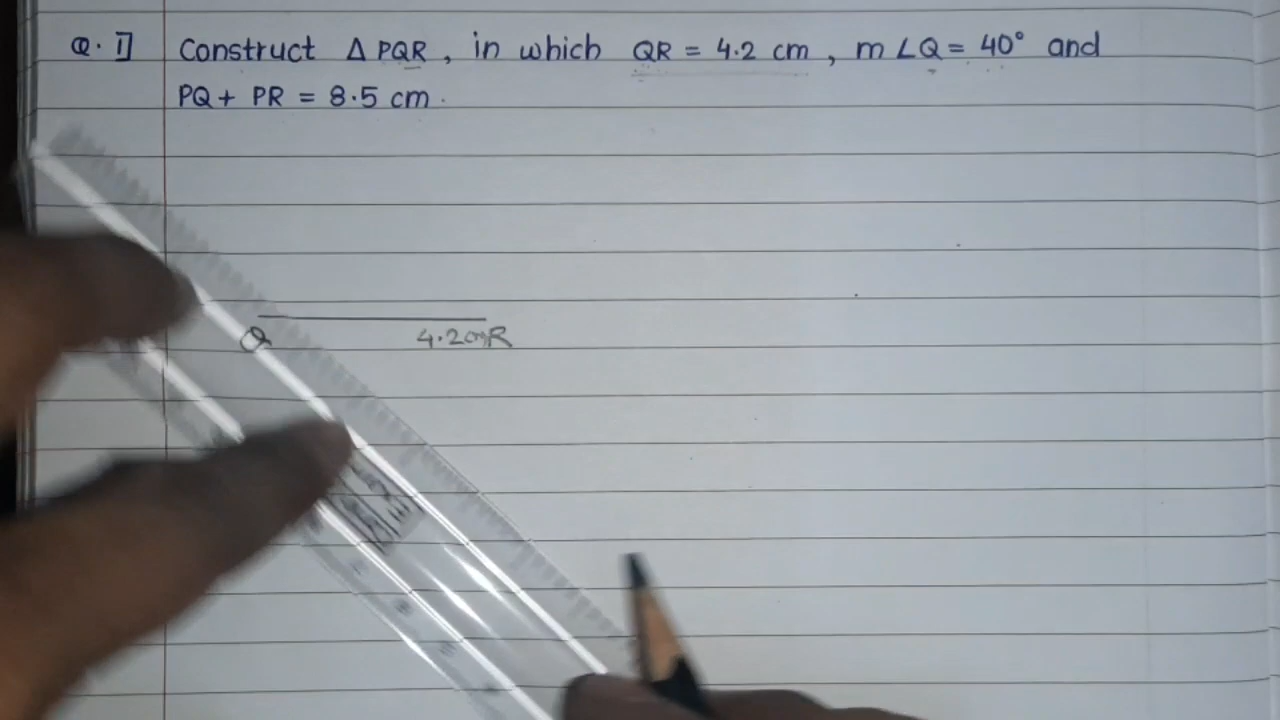 Q. 1] Construct Δ PQR, in which QR = 4.2 cm, m∠Q = 40° and
PQ + PR = 8.5 cm.
Q 4.2cm R